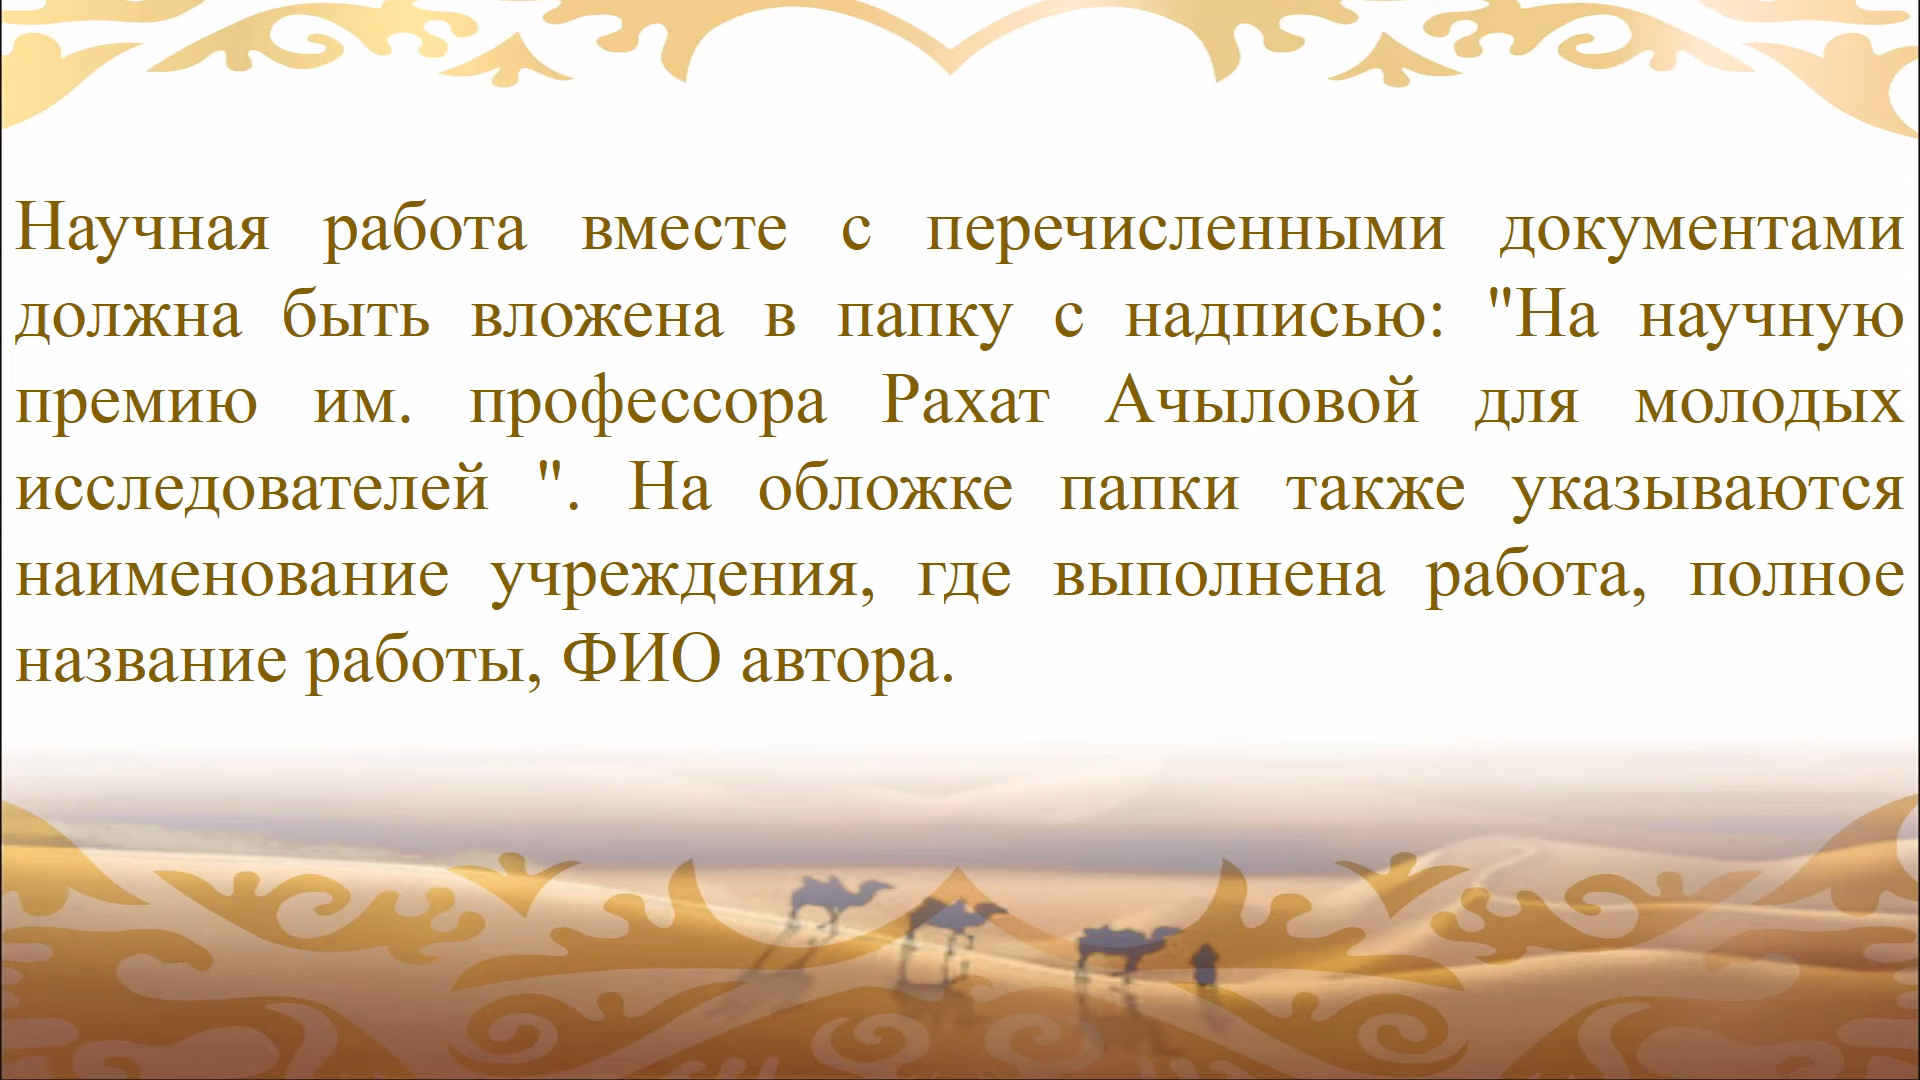 Научная работа вместе с перечисленными документами
должна быть вложена в папку с надписью: "На научную
премию им. профессора Рахат Ачыловой для молодых
исследователей ". На обложке папки также указываются
наименование учреждения, где выполнена работа, полное
название работы, ФИО автора.